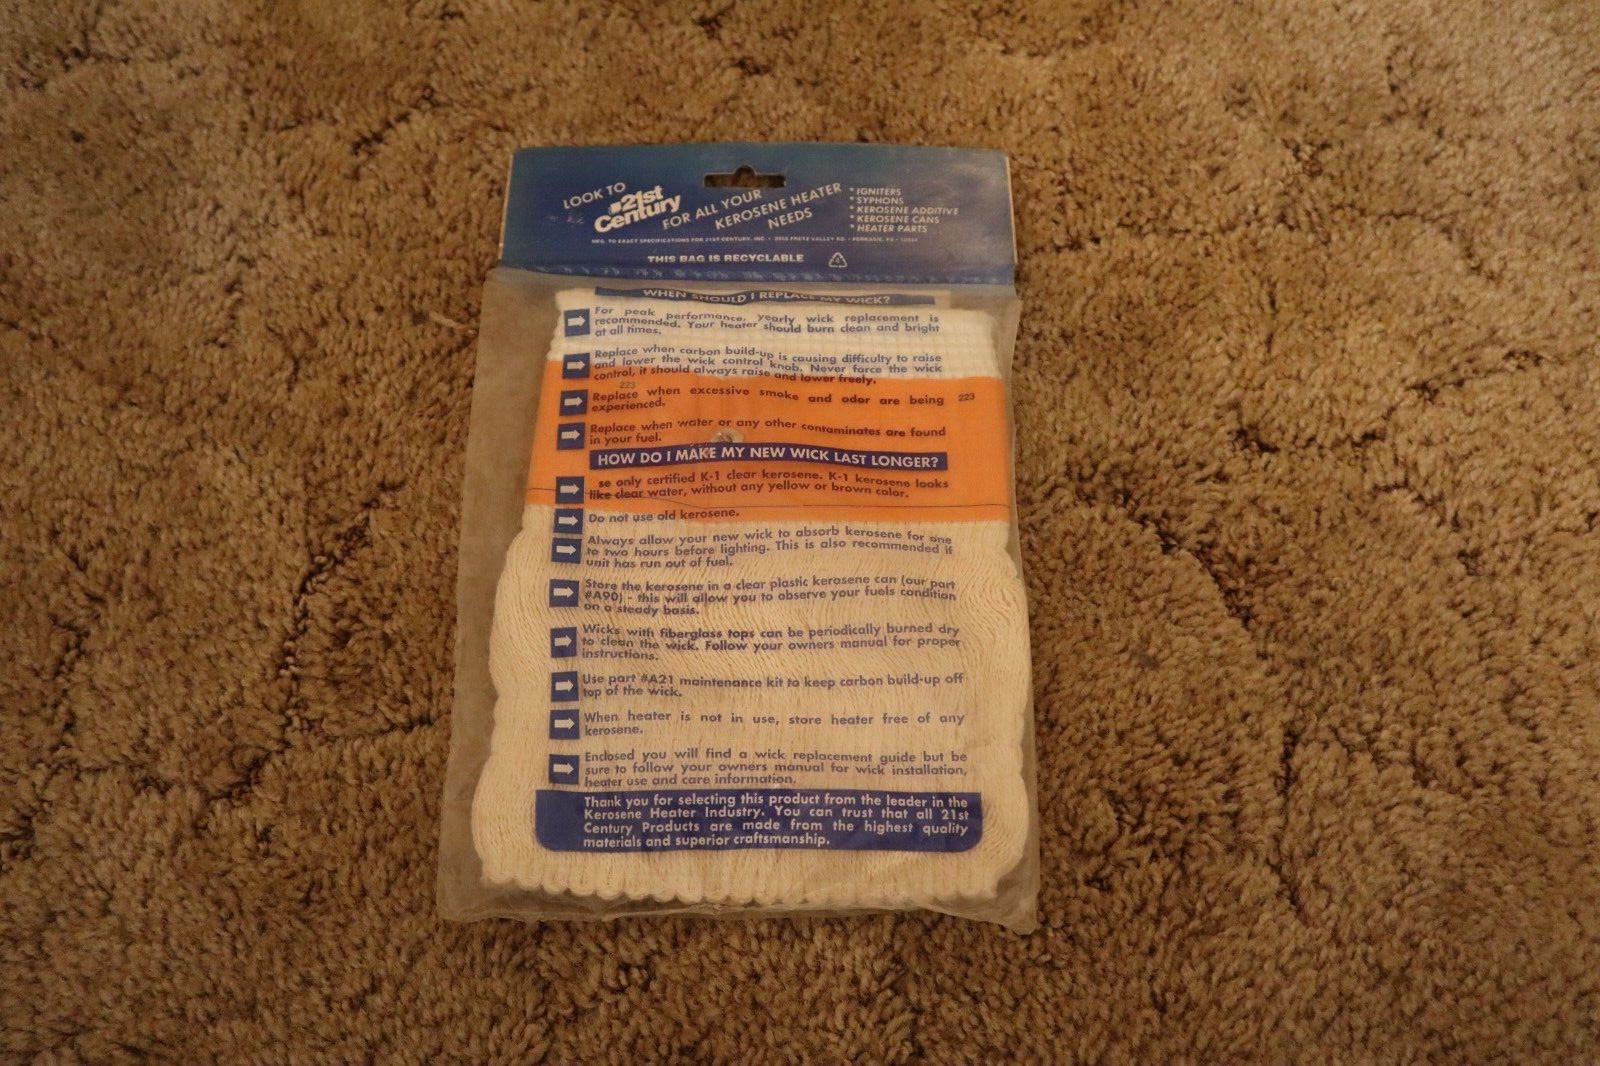 LOOK TO 21st Century FOR ALL YOUR KEROSENE HEATER NEEDS
* IGNITERS
* SYPHONS
* KEROSENE ADDITIVE
* KEROSENE CANS
* HEATER PARTS
MFG. TO EXACT SPECIFICATIONS FOR 21ST CENTURY, INC. • FRETZ VALLEY RD. • PERKASIE, PA •
THIS BAG IS RECYCLABLE
WHEN SHOULD I REPLACE MY WICK?
For peak performance, yearly wick replacement is
recommended. Your heater should burn clean and bright
at all times.
Replace when carbon build-up is causing difficulty to raise
and lower the wick control knob. Never force the wick
control, it should always raise and lower freely.
223
Replace when excessive smoke and odor are being
experienced.
223
Replace when water or any other contaminates are found
in your fuel.
HOW DO I MAKE MY NEW WICK LAST LONGER?
se only certified K-1 clear kerosene. K-1 kerosene looks
like clear water, without any yellow or brown color.
Do not use old kerosene.
Always allow your new wick to absorb kerosene for one
to two hours before lighting. This is also recommended if
unit has run out of fuel.
Store the kerosene in a clear plastic kerosene can (our part
#A90) - this will allow you to observe your fuels condition
on a steady basis.
Wicks with fiberglass tops can be periodically burned dry
to clean the wick. Follow your owners manual for proper
instructions.
Use part #A21 maintenance kit to keep carbon build-up off
top of the wick.
When heater is not in use, store heater free of any
kerosene.
Enclosed you will find a wick replacement guide but be
sure to follow your owners manual for wick installation,
heater use and care information.
Thank you for selecting this product from the leader in the
Kerosene Heater Industry. You can trust that all 21st
Century Products are made from the highest quality
materials and superior craftsmanship.